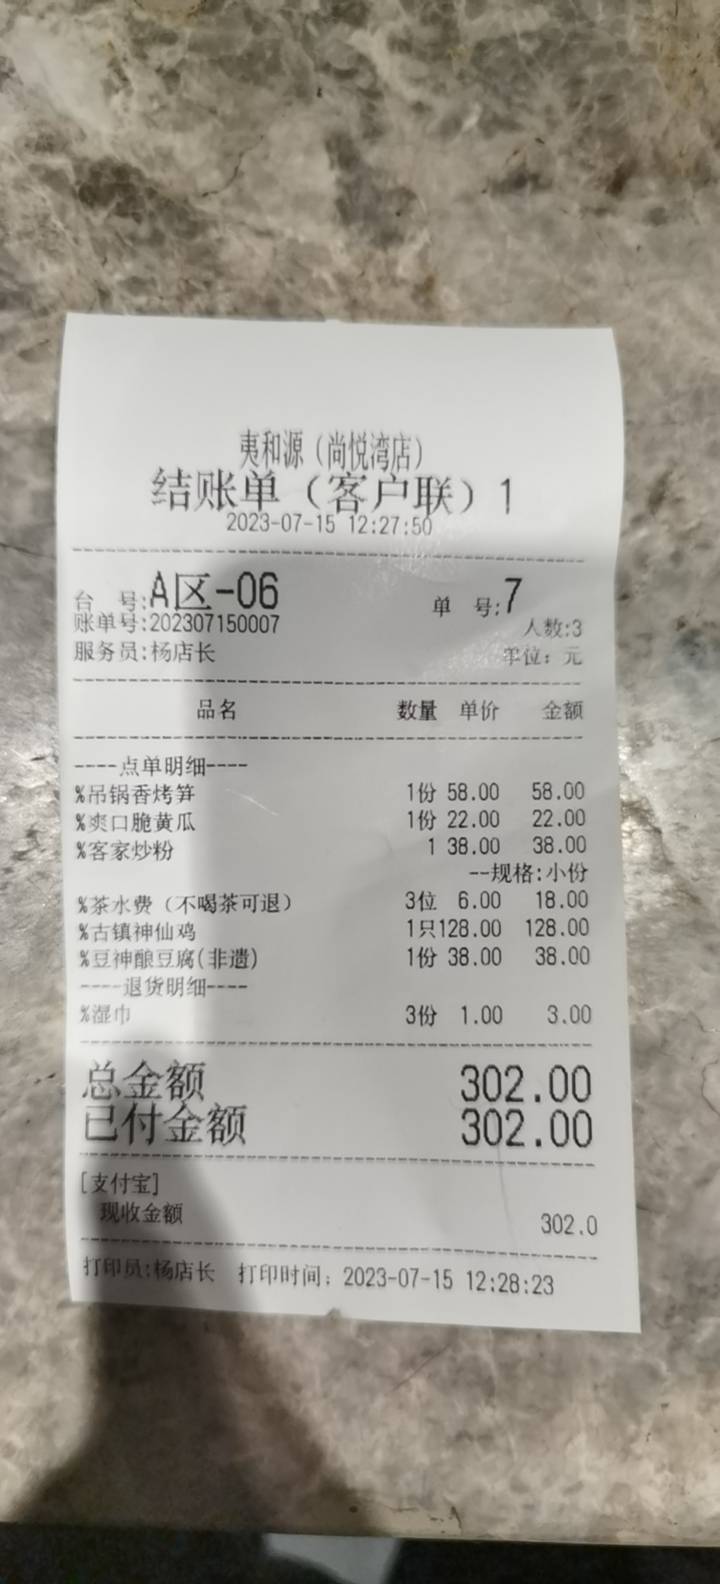 夷和源（尚悦湾店）
结账单（客户联）1
2023-07-15 12:27:50
台 号:A区-06 单 号:7
账单号:202307150007 人数:3
服务员:杨店长 单位：元
品名 数量 单价 金额
----点单明细----
%吊锅香烤笋 1份 58.00 58.00
%爽口脆黄瓜 1份 22.00 22.00
%客家炒粉 1 38.00 38.00
--规格:小份
%茶水费（不喝茶可退） 3位 6.00 18.00
%古镇神仙鸡 1只128.00 128.00
%豆神酿豆腐(非遗) 1份 38.00 38.00
----退货明细----
%湿巾 3份 1.00 3.00
总金额 302.00
已付金额 302.00
[支付宝]
现收金额 302.0
打印员:杨店长 打印时间：2023-07-15 12:28:23